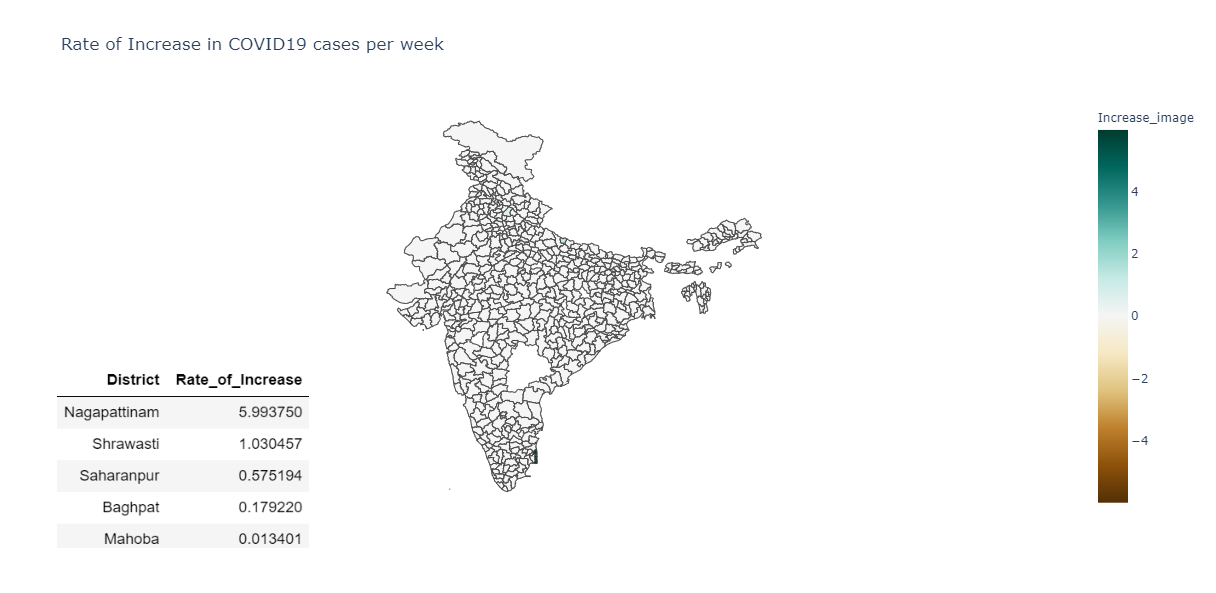 Rate of Increase in COVID19 cases per week
Increase_image
4
2
0
−2
−4
District Rate_of_Increase
Nagapattinam 5.993750
Shrawasti 1.030457
Saharanpur 0.575194
Baghpat 0.179220
Mahoba 0.013401